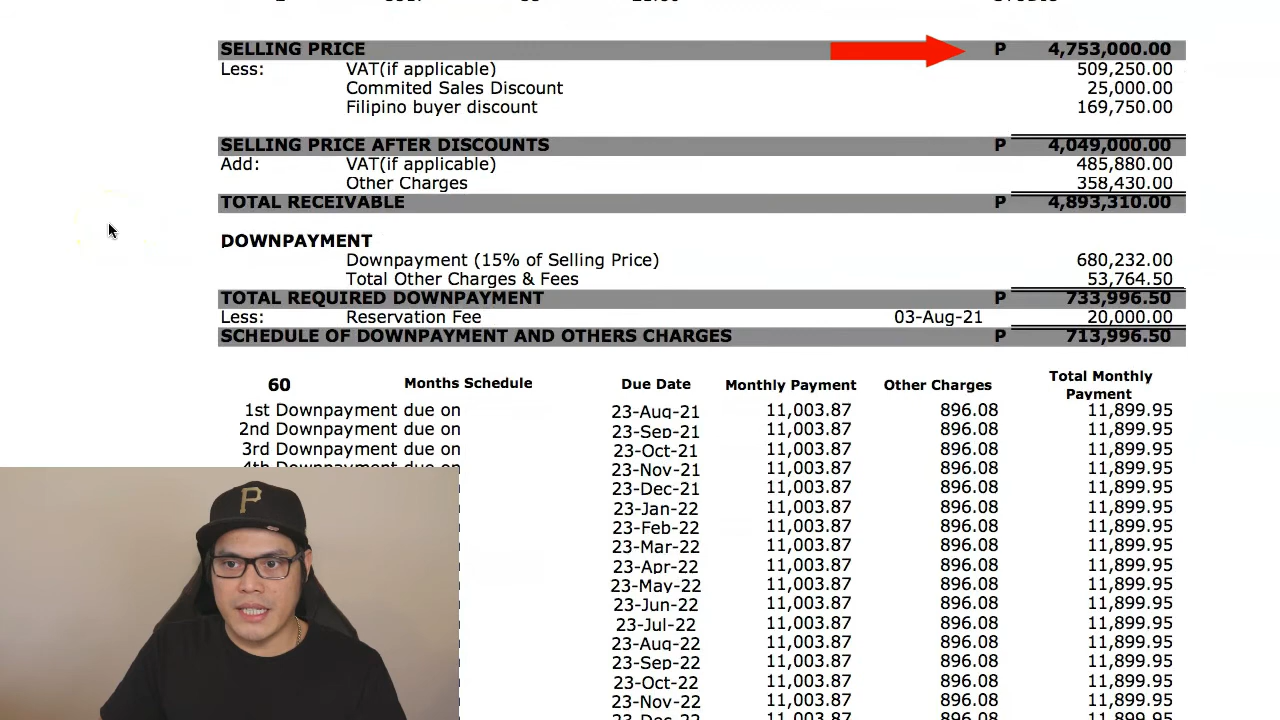 SELLING PRICE P 4,753,000.00
Less: VAT(if applicable) 509,250.00
Commited Sales Discount 25,000.00
Filipino buyer discount 169,750.00
SELLING PRICE AFTER DISCOUNTS P 4,049,000.00
Add: VAT(if applicable) 485,880.00
Other Charges 358,430.00
TOTAL RECEIVABLE P 4,893,310.00
DOWNPAYMENT
Downpayment (15% of Selling Price) 680,232.00
Total Other Charges & Fees 53,764.50
TOTAL REQUIRED DOWNPAYMENT P 733,996.50
Less: Reservation Fee 03-Aug-21 20,000.00
SCHEDULE OF DOWNPAYMENT AND OTHERS CHARGES P 713,996.50
60 Months Schedule Due Date Monthly Payment Other Charges Total Monthly Payment
1st Downpayment due on 23-Aug-21 11,003.87 896.08 11,899.95
2nd Downpayment due on 23-Sep-21 11,003.87 896.08 11,899.95
3rd Downpayment due on 23-Oct-21 11,003.87 896.08 11,899.95
4th Downpayment due on 23-Nov-21 11,003.87 896.08 11,899.95
23-Dec-21 11,003.87 896.08 11,899.95
23-Jan-22 11,003.87 896.08 11,899.95
23-Feb-22 11,003.87 896.08 11,899.95
23-Mar-22 11,003.87 896.08 11,899.95
23-Apr-22 11,003.87 896.08 11,899.95
23-May-22 11,003.87 896.08 11,899.95
23-Jun-22 11,003.87 896.08 11,899.95
23-Jul-22 11,003.87 896.08 11,899.95
23-Aug-22 11,003.87 896.08 11,899.95
23-Sep-22 11,003.87 896.08 11,899.95
23-Oct-22 11,003.87 896.08 11,899.95
23-Nov-22 11,003.87 896.08 11,899.95
23-Dec-22 11,003.87 896.08 11,899.95
P